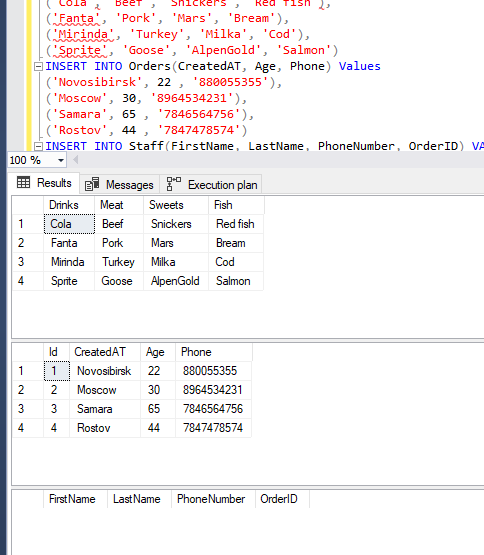 ('Cola', 'Beef', 'Snickers', 'Red fish'),
('Fanta', 'Pork', 'Mars', 'Bream'),
('Mirinda', 'Turkey', 'Milka', 'Cod'),
('Sprite', 'Goose', 'AlpenGold', 'Salmon')
INSERT INTO Orders(CreatedAT, Age, Phone) Values
('Novosibirsk', 22 , '880055355'),
('Moscow', 30, '8964534231'),
('Samara', 65 , '7846564756'),
('Rostov', 44 , '7847478574')
INSERT INTO Staff(FirstName, LastName, PhoneNumber, OrderID) VA
100 %
Results Messages Execution plan
Drinks Meat Sweets Fish
1 Cola Beef Snickers Red fish
2 Fanta Pork Mars Bream
3 Mirinda Turkey Milka Cod
4 Sprite Goose AlpenGold Salmon
Id CreatedAT Age Phone
1 1 Novosibirsk 22 880055355
2 2 Moscow 30 8964534231
3 3 Samara 65 7846564756
4 4 Rostov 44 7847478574
FirstName LastName PhoneNumber OrderID